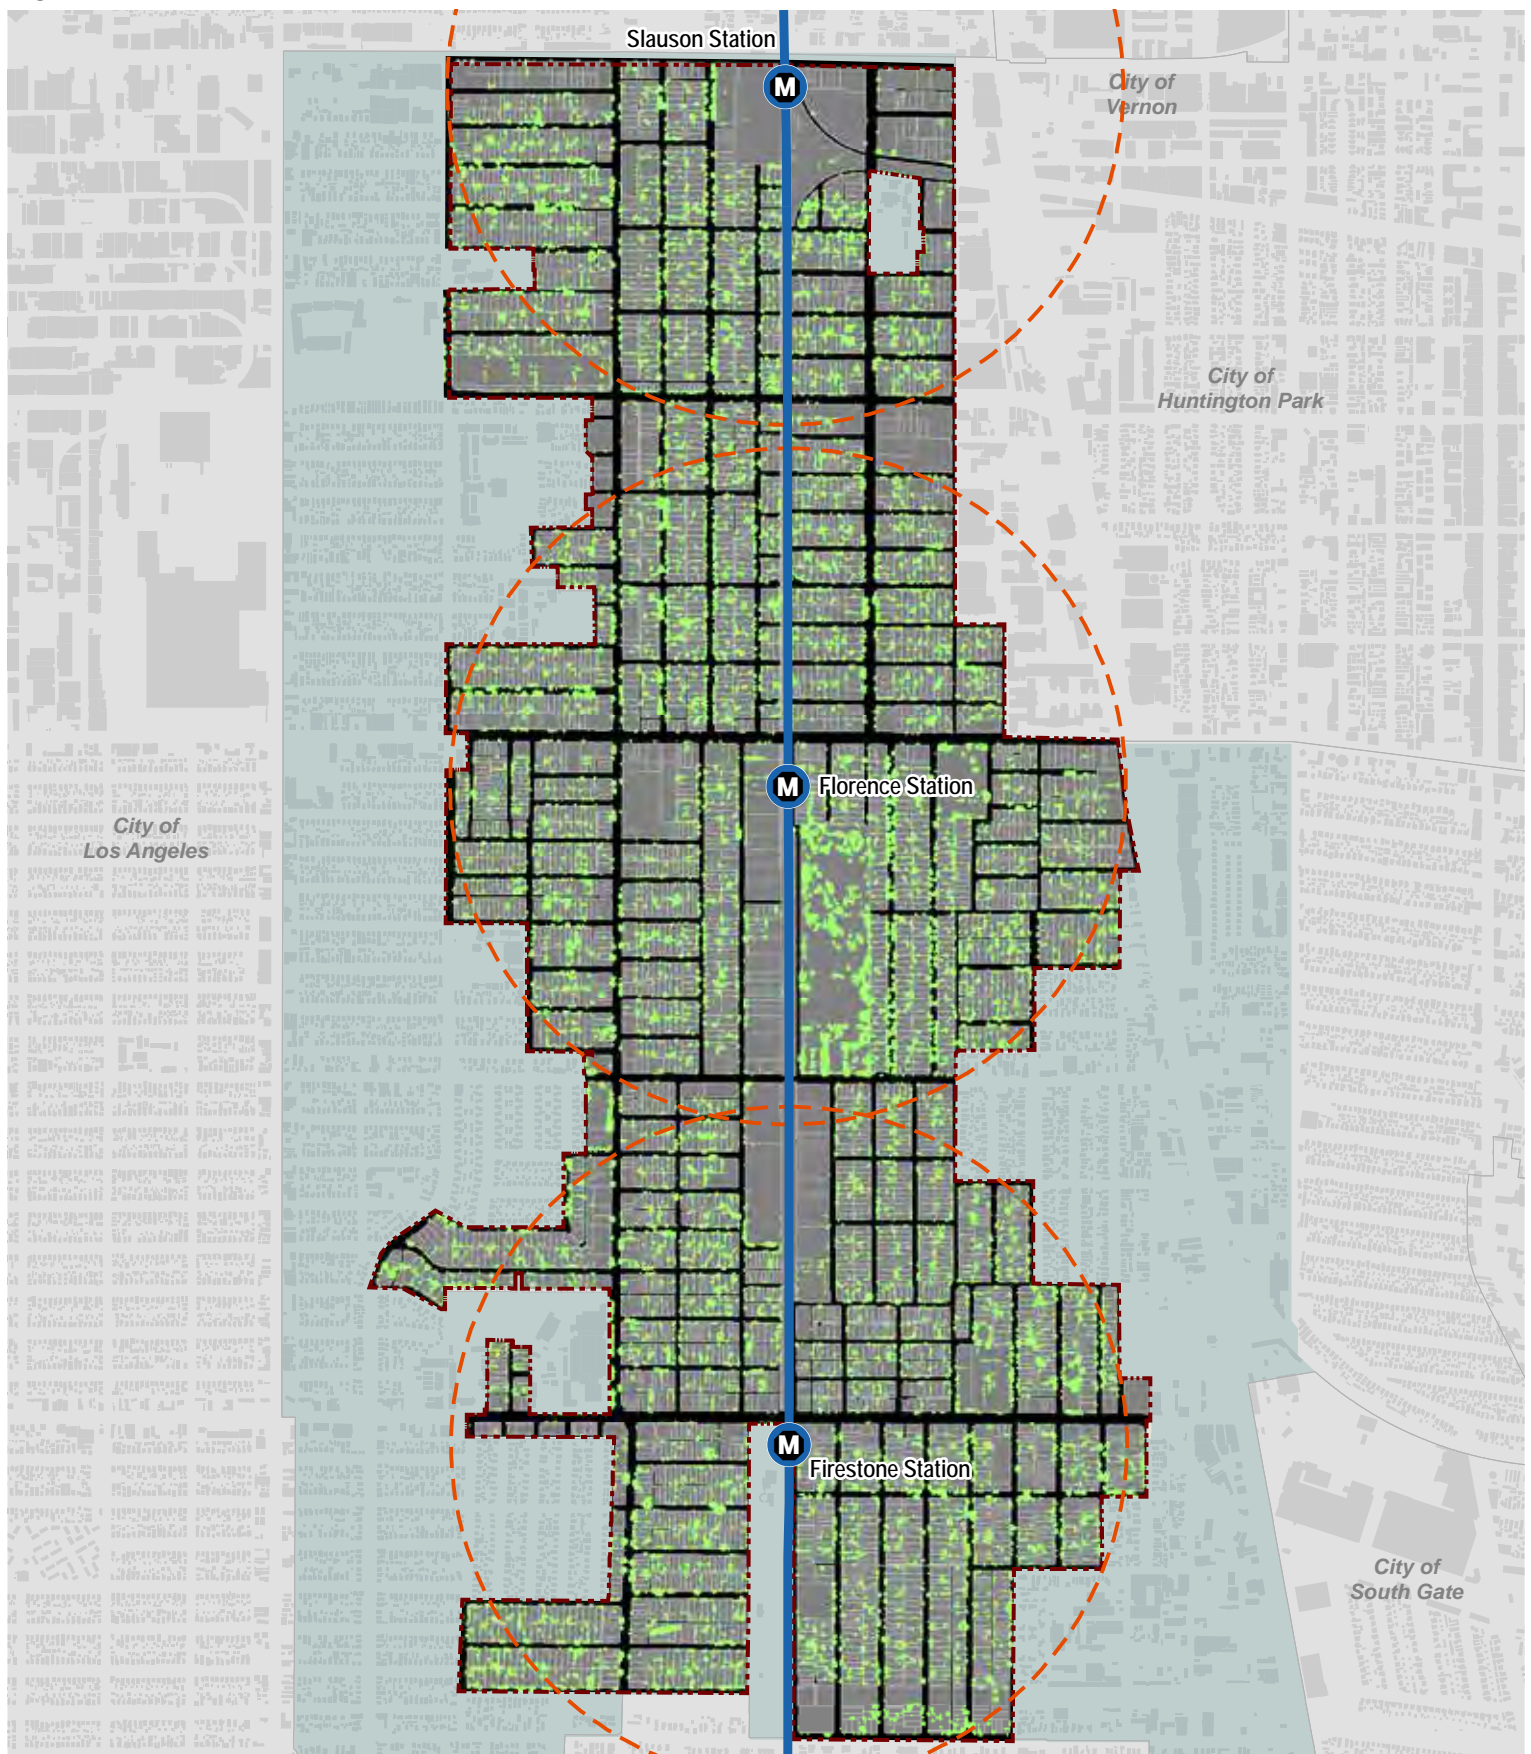 Slauson Station
M
City of
Vernon
City of
Huntington Park
M
Florence Station
City of
Los Angeles
M
Firestone Station
City of
South Gate